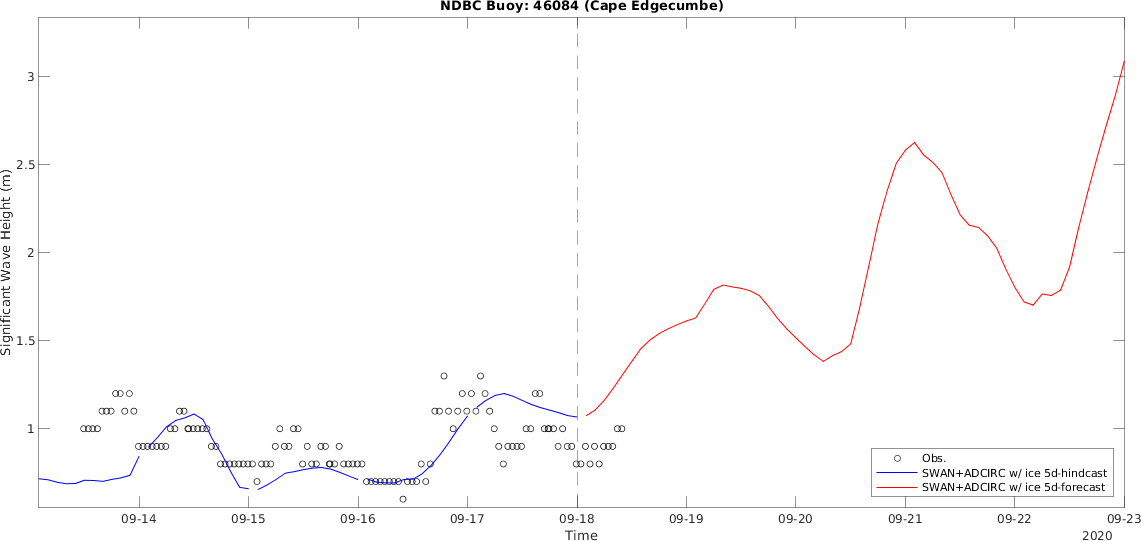 NDBC Buoy: 46084 (Cape Edgecumbe)
Significant Wave Height (m)
3
2.5
2
1.5
1
Obs.
SWAN+ADCIRC w/ ice 5d-hindcast
SWAN+ADCIRC w/ ice 5d-forecast
09-14 09-15 09-16 09-17 09-18 09-19 09-20 09-21 09-22 09-23
Time
2020